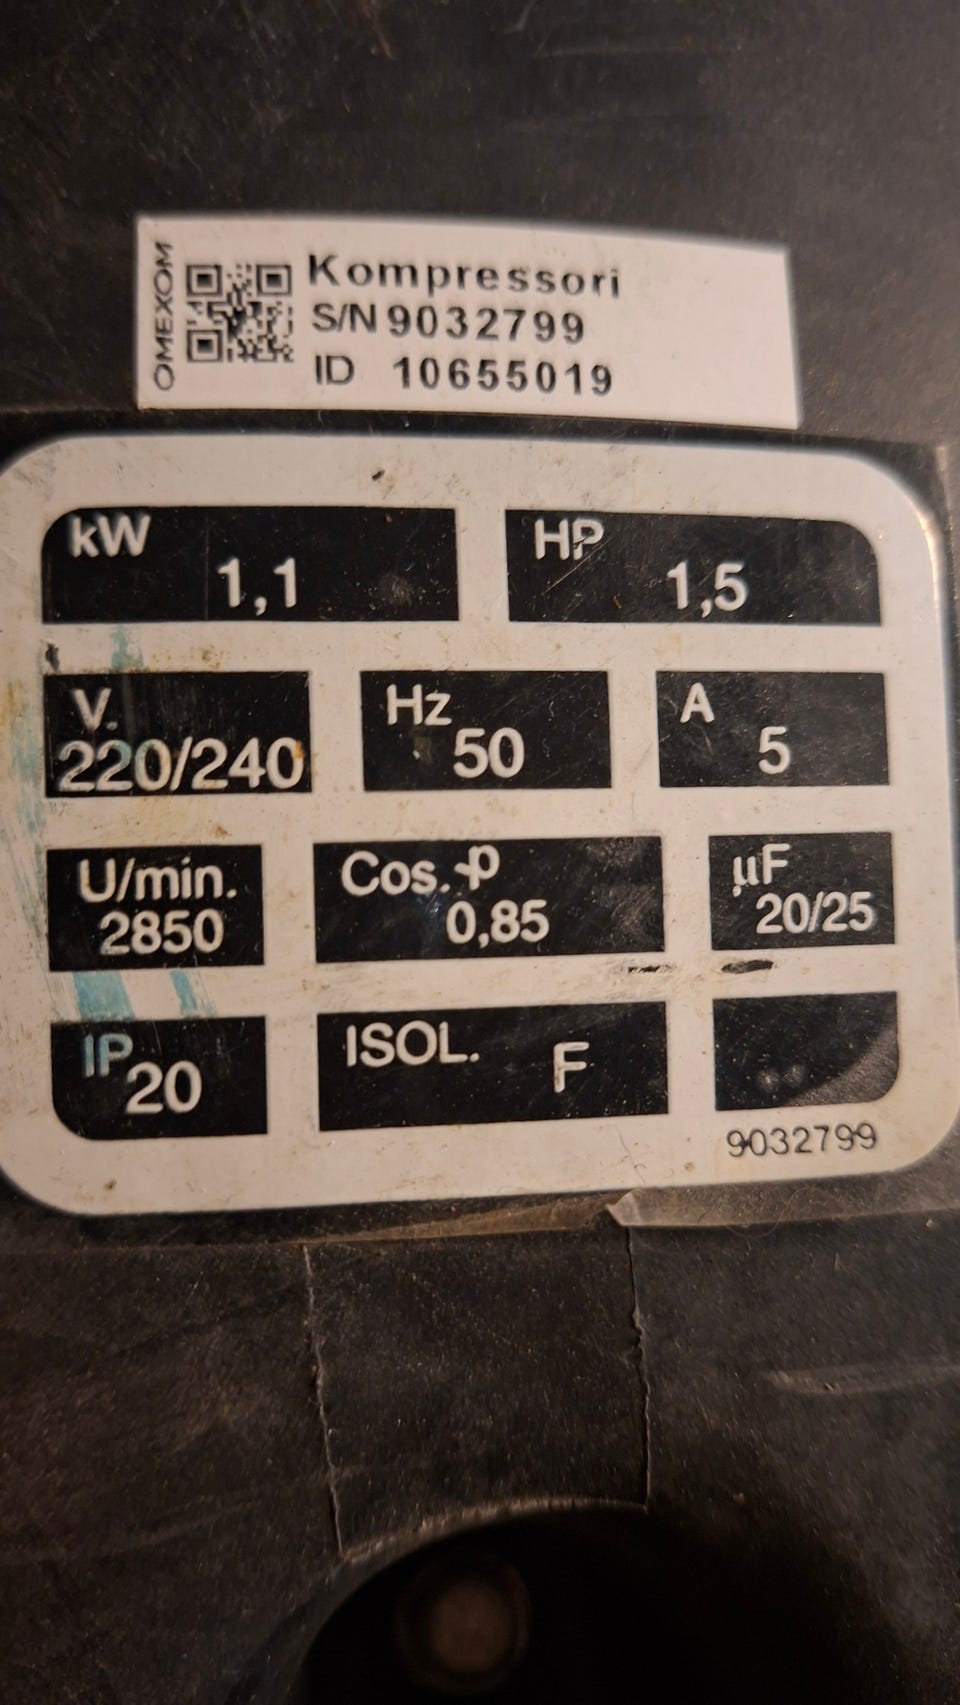 OMEXOM
Kompressori
S/N 9032799
ID 10655019
kW
1,1
HP
1,5
V.
220/240
Hz
50
A
5
U/min.
2850
Cos.φ
0,85
µF
20/25
IP
20
ISOL.
F
9032799